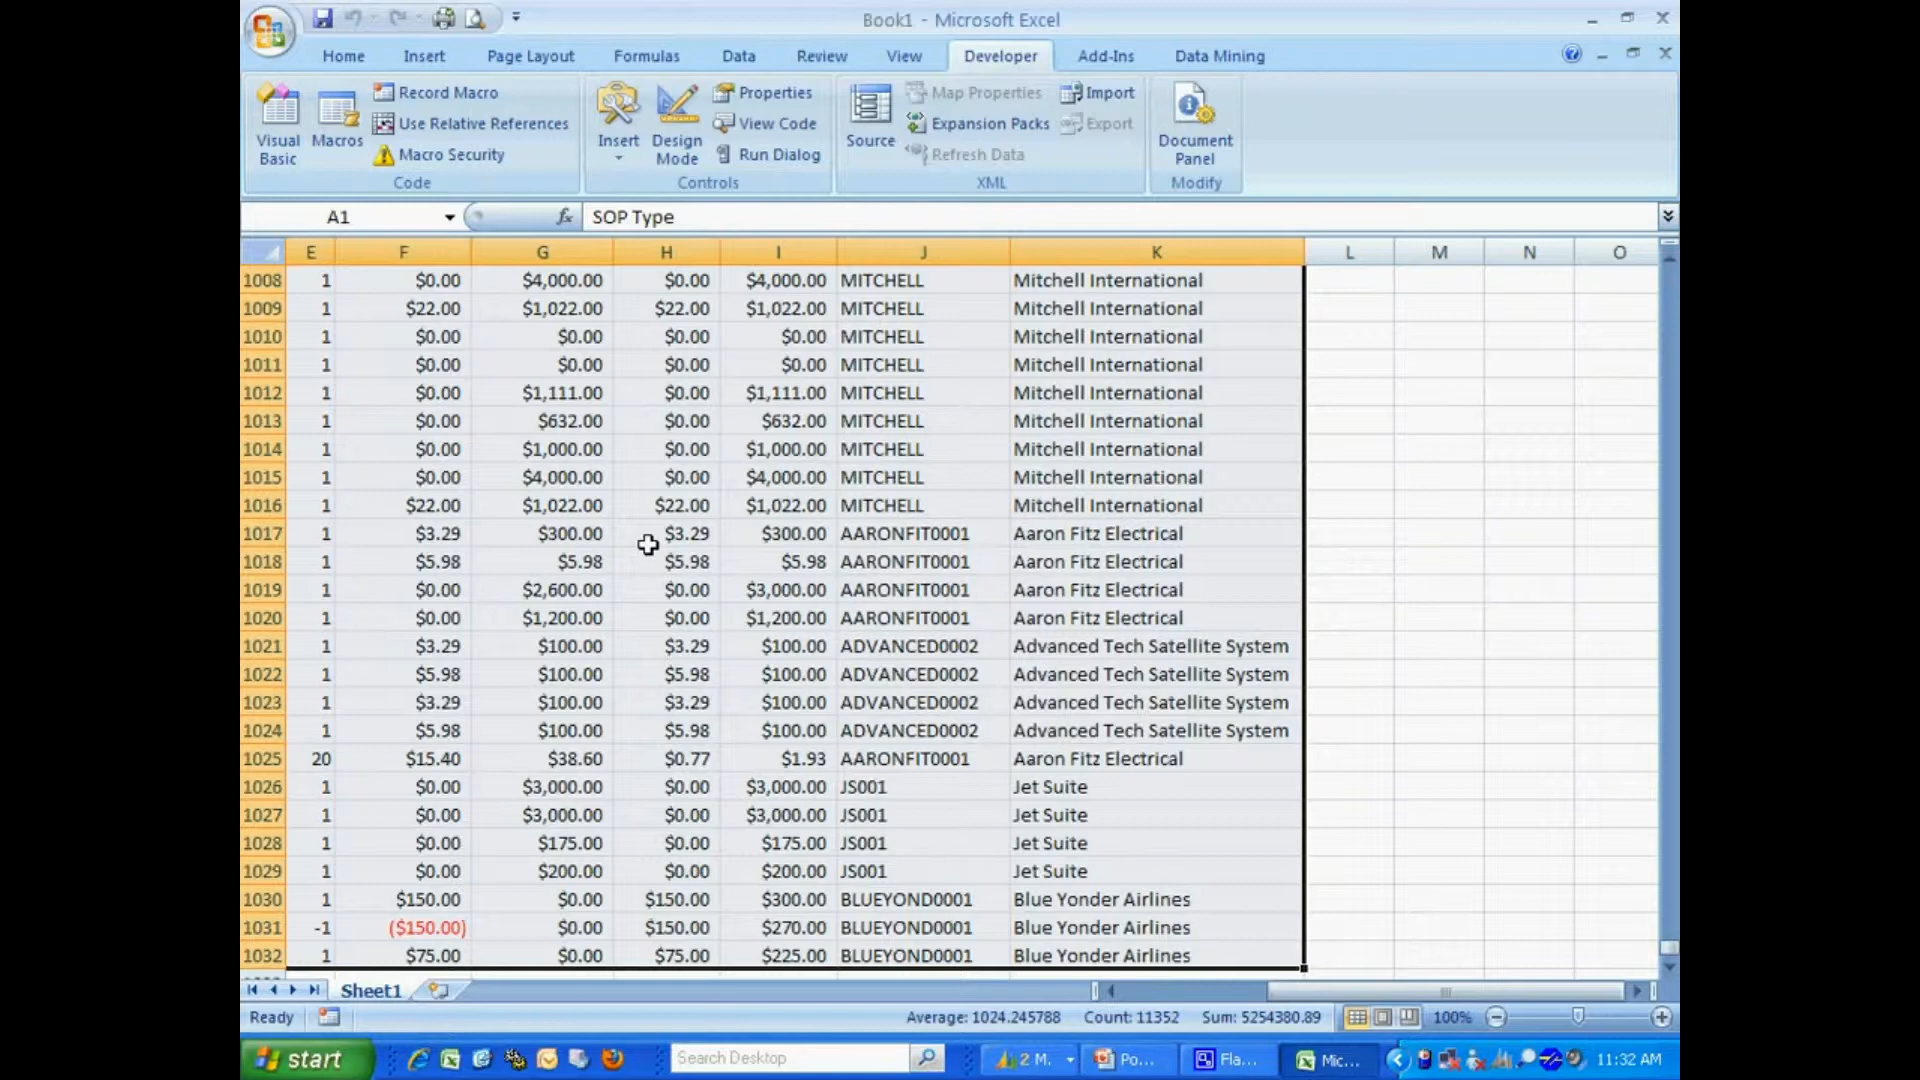 Book1 - Microsoft Excel
Home Insert Page Layout Formulas Data Review View Developer Add-Ins Data Mining
Visual Basic
Macros
Record Macro
Use Relative References
Macro Security
Code
Insert
Design Mode
Properties
View Code
Run Dialog
Controls
Source
Map Properties
Expansion Packs
Refresh Data
Import
Export
XML
Document Panel
Modify
A1 fx SOP Type
E F G H I J K L M N O
1008 1 $0.00 $4,000.00 $0.00 $4,000.00 MITCHELL Mitchell International
1009 1 $22.00 $1,022.00 $22.00 $1,022.00 MITCHELL Mitchell International
1010 1 $0.00 $0.00 $0.00 $0.00 MITCHELL Mitchell International
1011 1 $0.00 $0.00 $0.00 $0.00 MITCHELL Mitchell International
1012 1 $0.00 $1,111.00 $0.00 $1,111.00 MITCHELL Mitchell International
1013 1 $0.00 $632.00 $0.00 $632.00 MITCHELL Mitchell International
1014 1 $0.00 $1,000.00 $0.00 $1,000.00 MITCHELL Mitchell International
1015 1 $0.00 $4,000.00 $0.00 $4,000.00 MITCHELL Mitchell International
1016 1 $22.00 $1,022.00 $22.00 $1,022.00 MITCHELL Mitchell International
1017 1 $3.29 $300.00 $3.29 $300.00 AARONFIT0001 Aaron Fitz Electrical
1018 1 $5.98 $5.98 $5.98 $5.98 AARONFIT0001 Aaron Fitz Electrical
1019 1 $0.00 $2,600.00 $0.00 $3,000.00 AARONFIT0001 Aaron Fitz Electrical
1020 1 $0.00 $1,200.00 $0.00 $1,200.00 AARONFIT0001 Aaron Fitz Electrical
1021 1 $3.29 $100.00 $3.29 $100.00 ADVANCED0002 Advanced Tech Satellite System
1022 1 $5.98 $100.00 $5.98 $100.00 ADVANCED0002 Advanced Tech Satellite System
1023 1 $3.29 $100.00 $3.29 $100.00 ADVANCED0002 Advanced Tech Satellite System
1024 1 $5.98 $100.00 $5.98 $100.00 ADVANCED0002 Advanced Tech Satellite System
1025 20 $15.40 $38.60 $0.77 $1.93 AARONFIT0001 Aaron Fitz Electrical
1026 1 $0.00 $3,000.00 $0.00 $3,000.00 JS001 Jet Suite
1027 1 $0.00 $3,000.00 $0.00 $3,000.00 JS001 Jet Suite
1028 1 $0.00 $175.00 $0.00 $175.00 JS001 Jet Suite
1029 1 $0.00 $200.00 $0.00 $200.00 JS001 Jet Suite
1030 1 $150.00 $0.00 $150.00 $300.00 BLUEYOND0001 Blue Yonder Airlines
1031 -1 ($150.00) $0.00 $150.00 $270.00 BLUEYOND0001 Blue Yonder Airlines
1032 1 $75.00 $0.00 $75.00 $225.00 BLUEYOND0001 Blue Yonder Airlines
Sheet1
Ready Average: 1024.245788 Count: 11352 Sum: 5254380.89 100%
start Search Desktop 2 M. Po... Fla... Mic... 11:32 AM